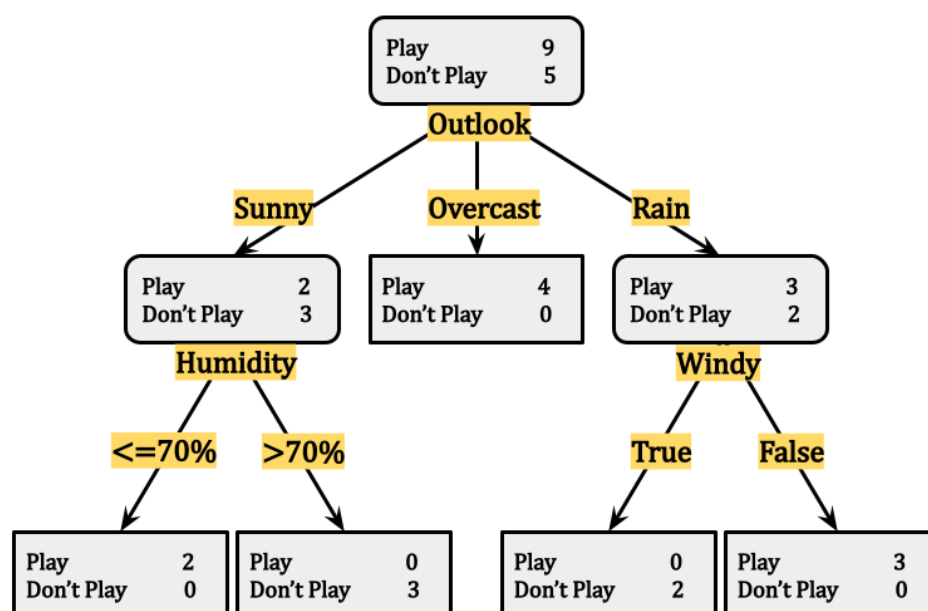 Play 9
Don't Play 5
Outlook
Sunny Overcast Rain
Play 2
Don't Play 3
Play 4
Don't Play 0
Play 3
Don't Play 2
Humidity
Windy
<=70% >70%
True False
Play 2
Don't Play 0
Play 0
Don't Play 3
Play 0
Don't Play 2
Play 3
Don't Play 0